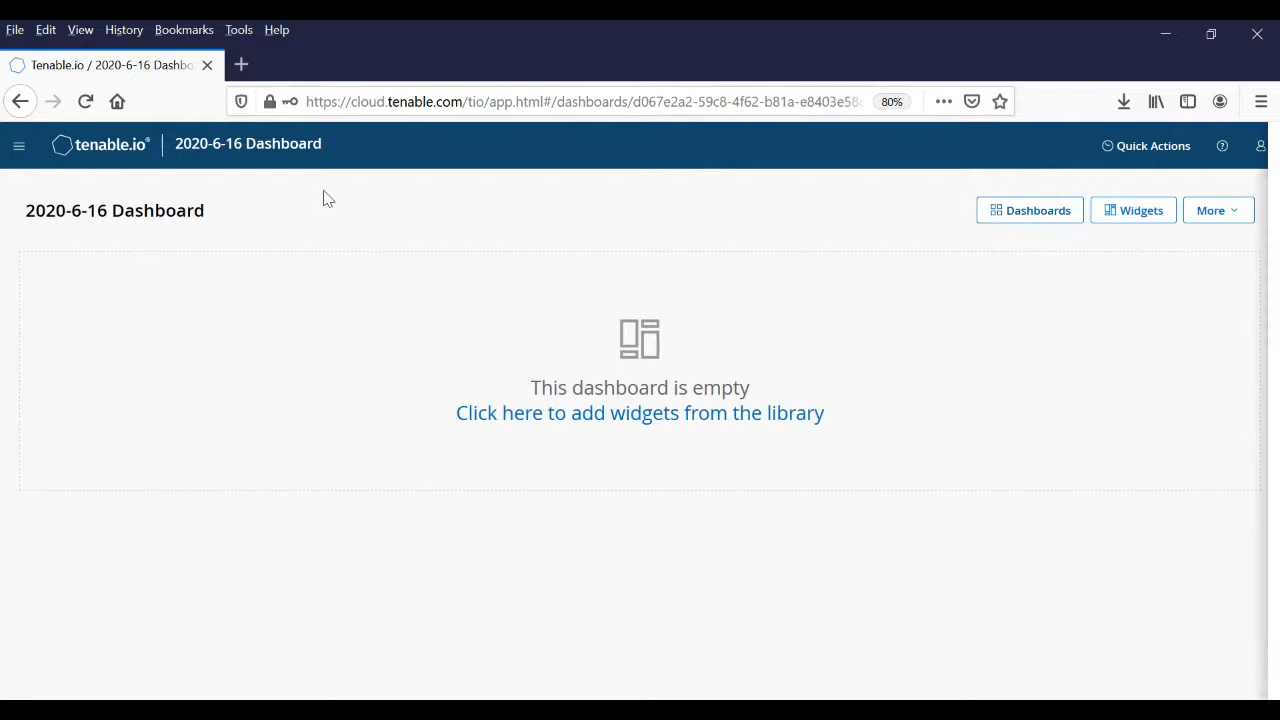 File Edit View History Bookmarks Tools Help
Tenable.io / 2020-6-16 Dashbo
https://cloud.tenable.com/tio/app.html#/dashboards/d067e2a2-59c8-4f62-b81a-e8403e58 80%
tenable.io 2020-6-16 Dashboard Quick Actions
2020-6-16 Dashboard Dashboards Widgets More
This dashboard is empty
Click here to add widgets from the library